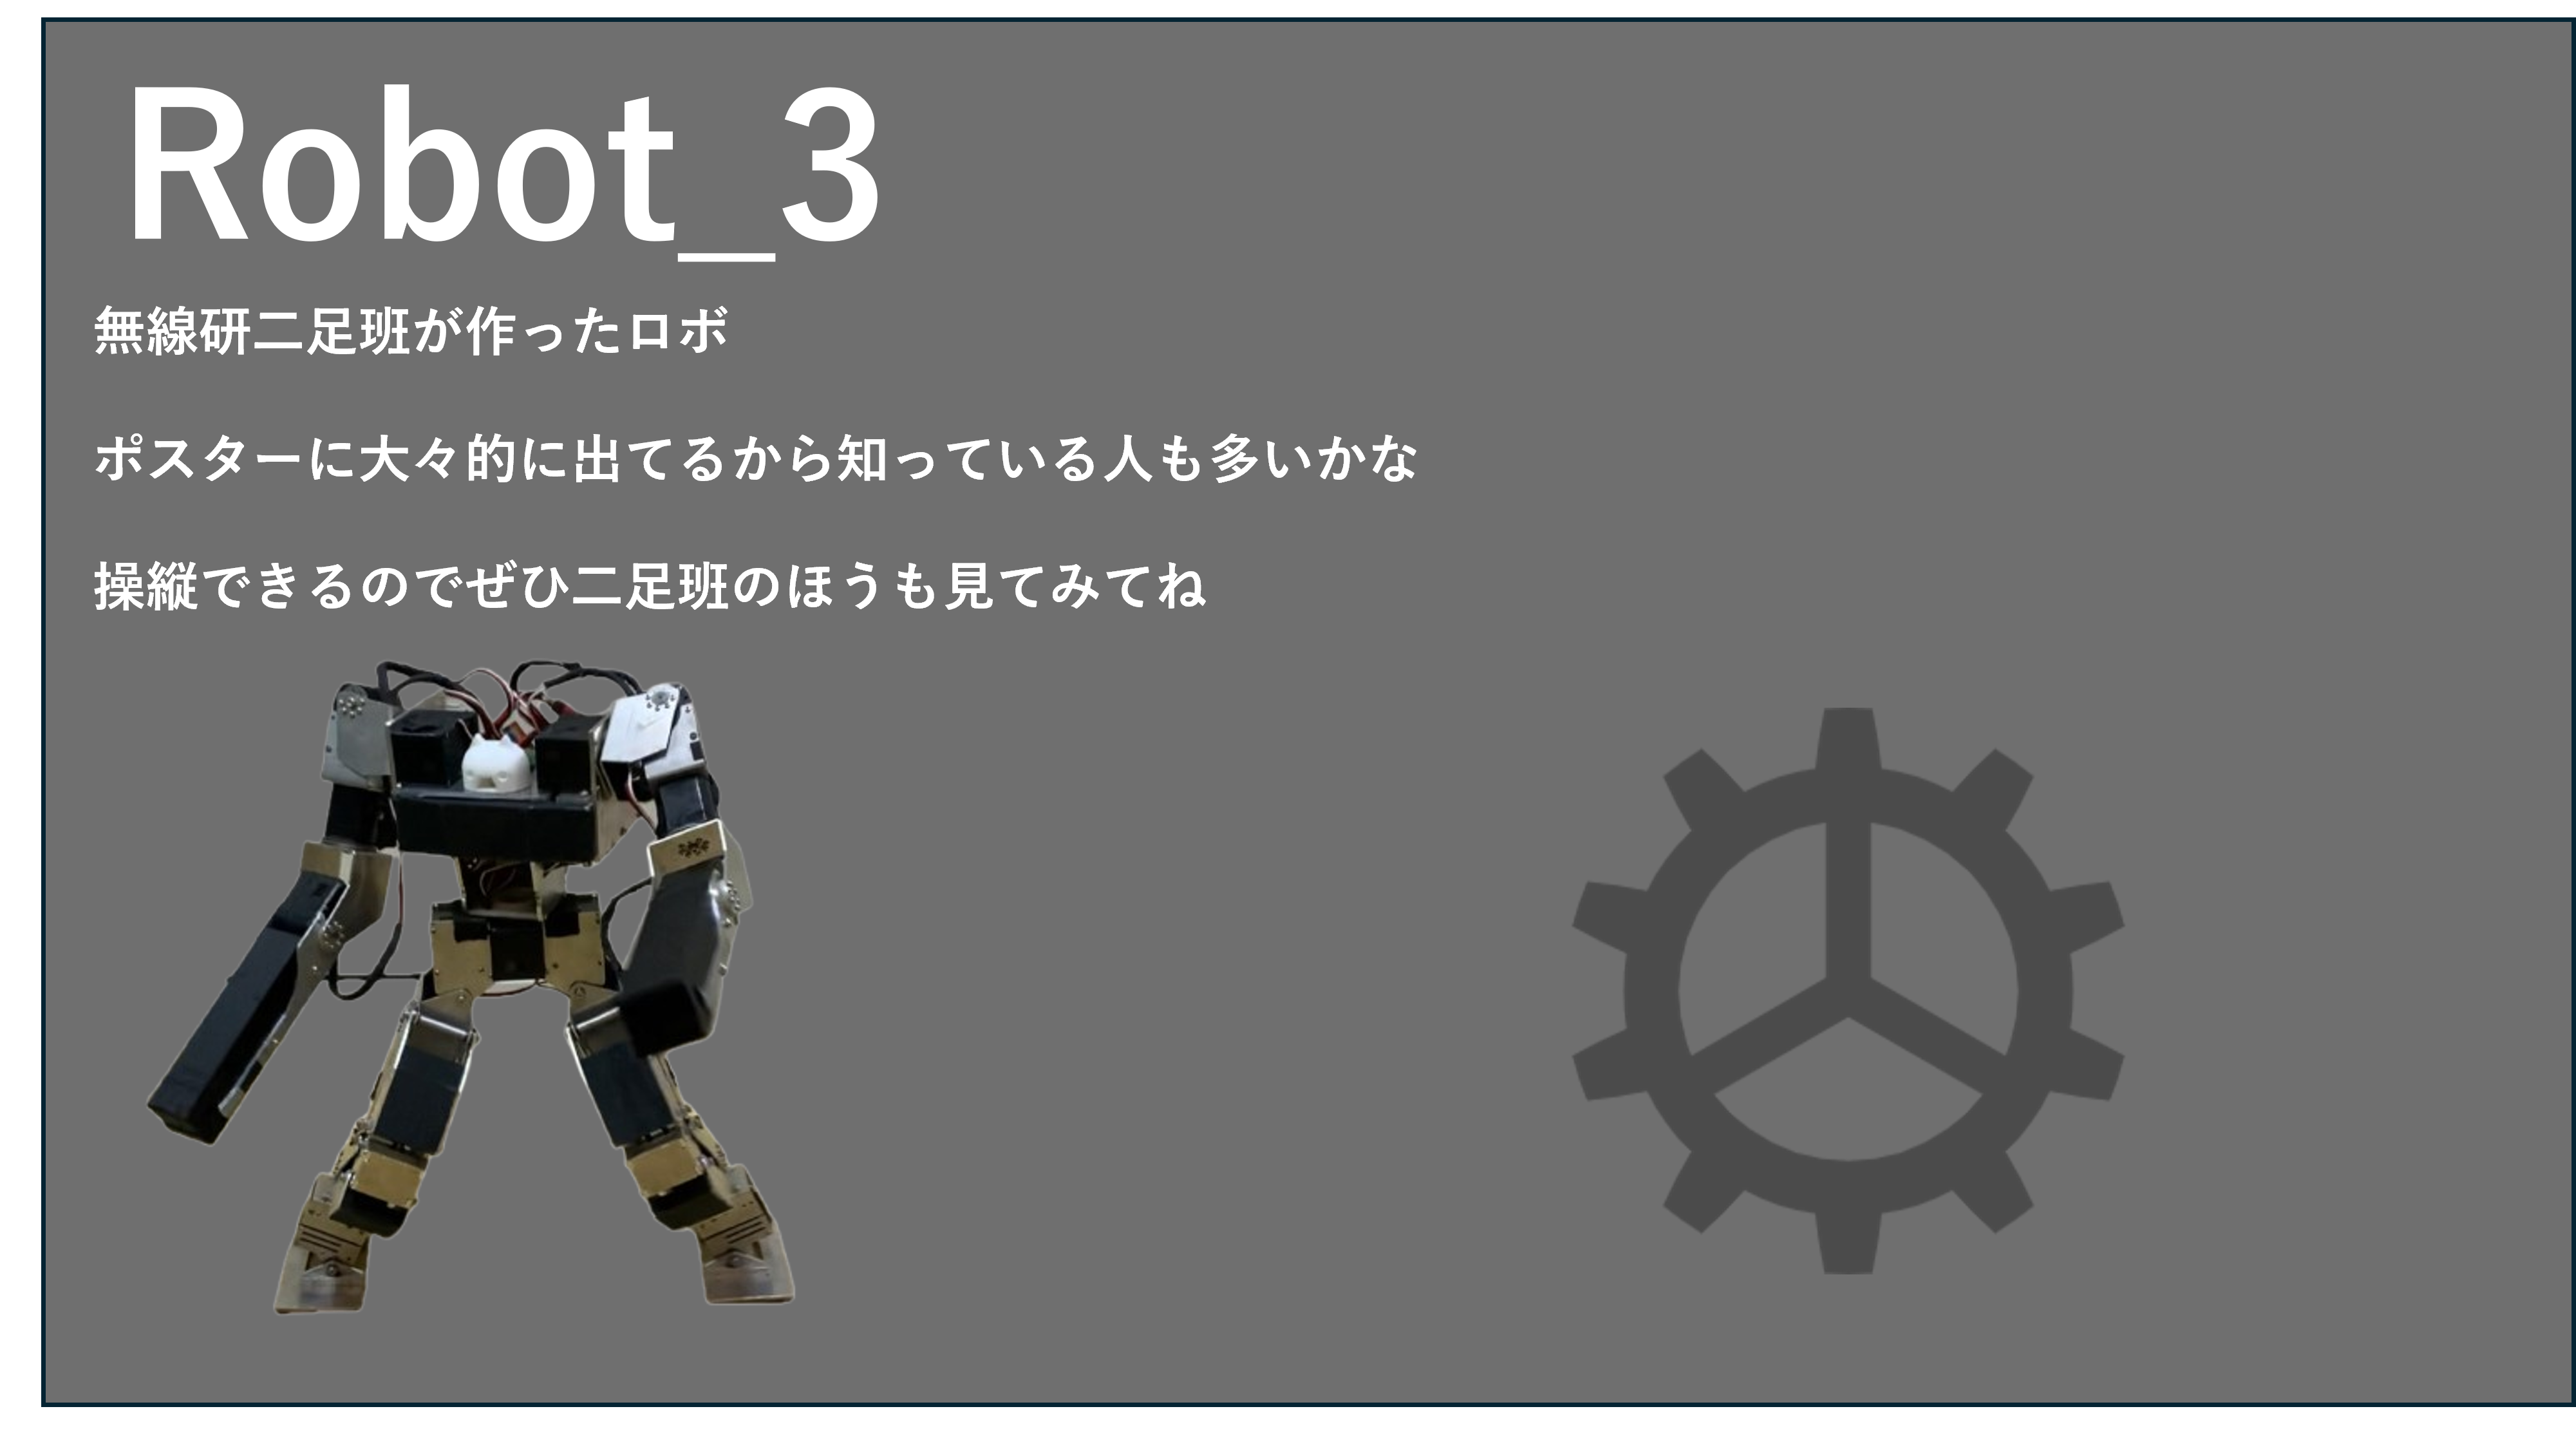 Robot_3
無線研二足班が作ったロボ
ポスターに大々的に出てるから知っている人も多いかな
操縦できるのでぜひ二足班のほうも見てみてね